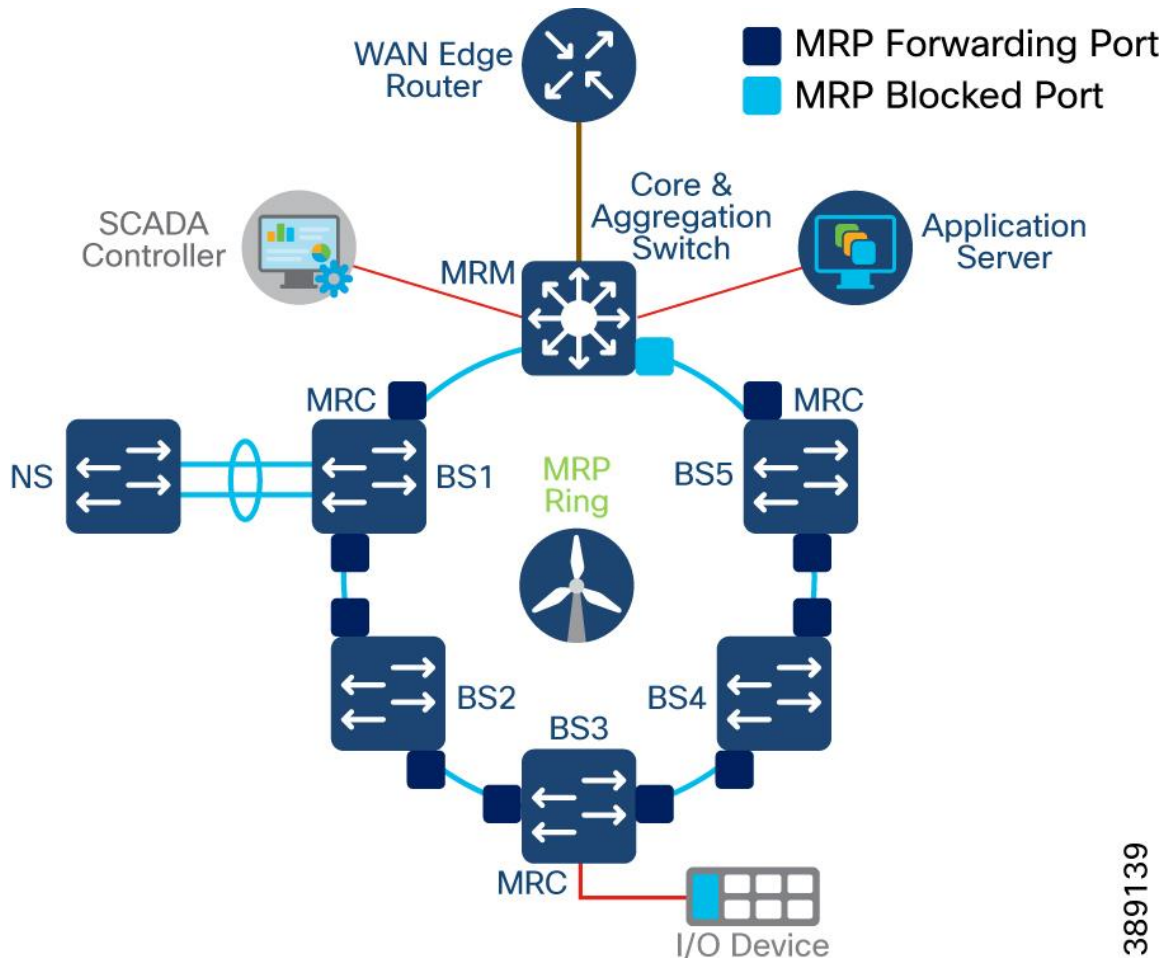 WAN Edge
Router
MRP Forwarding Port
MRP Blocked Port
SCADA
Controller
Core &
Aggregation
Switch
Application
Server
MRM
MRC
MRC
NS
BS1
MRP
Ring
BS5
BS2
BS4
BS3
MRC
I/O Device
389139